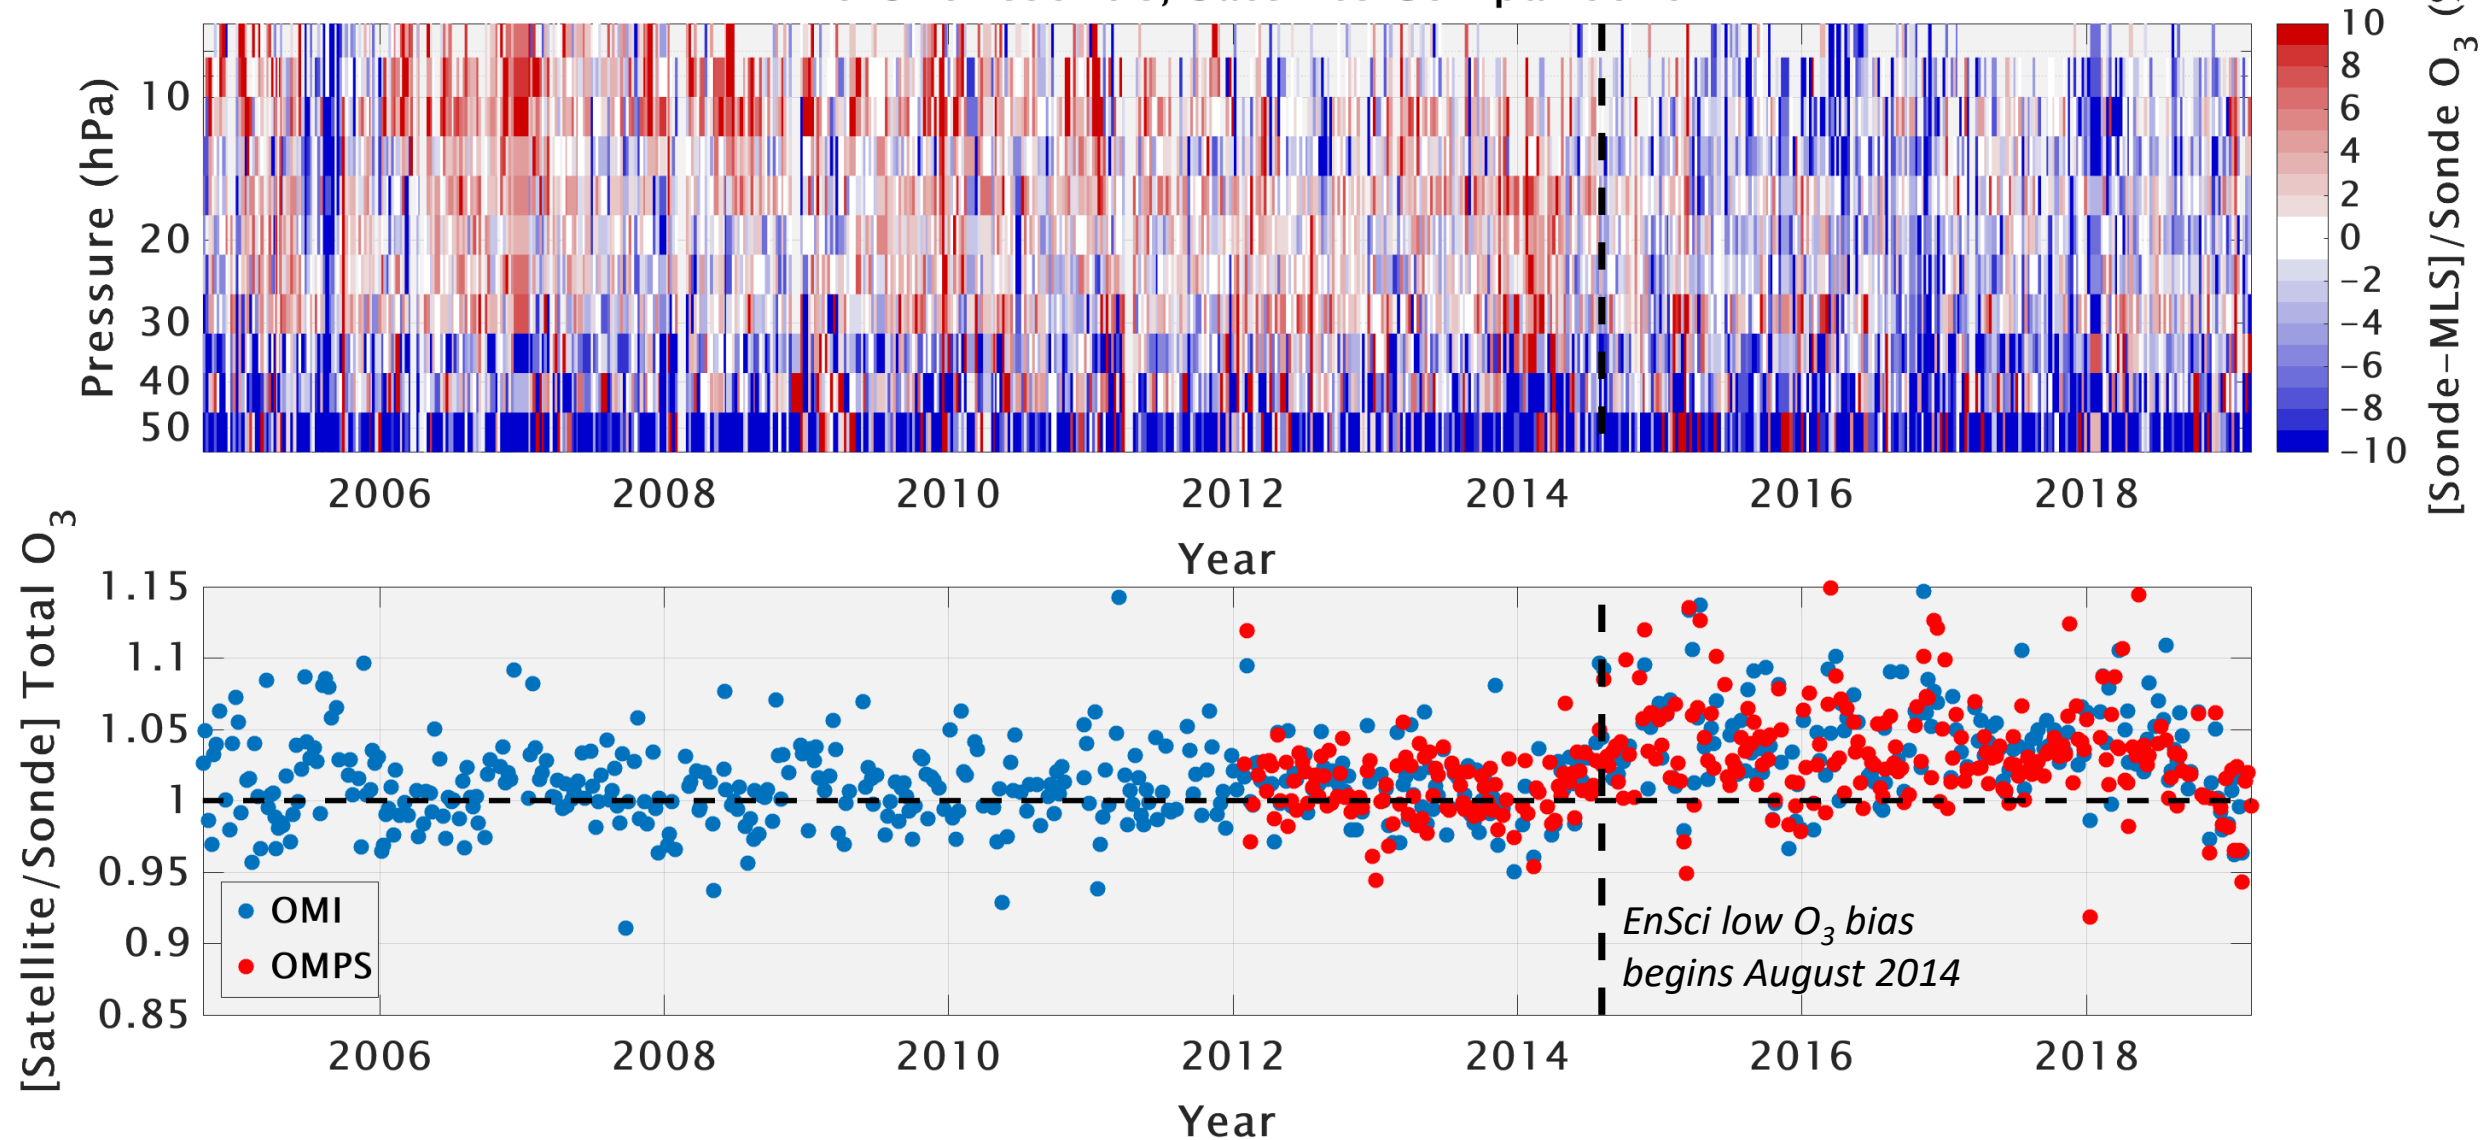 Pressure (hPa)
10
20
30
40
50
2006 2008 2010 2012 2014 2016 2018
Year
10
8
6
4
2
0
−2
−4
−6
−8
−10
[Sonde−MLS]/Sonde O3
[Satellite/Sonde] Total O3
1.15
1.1
1.05
1
0.95
0.9
0.85
OMI
OMPS
EnSci low O3 bias
begins August 2014
2006 2008 2010 2012 2014 2016 2018
Year